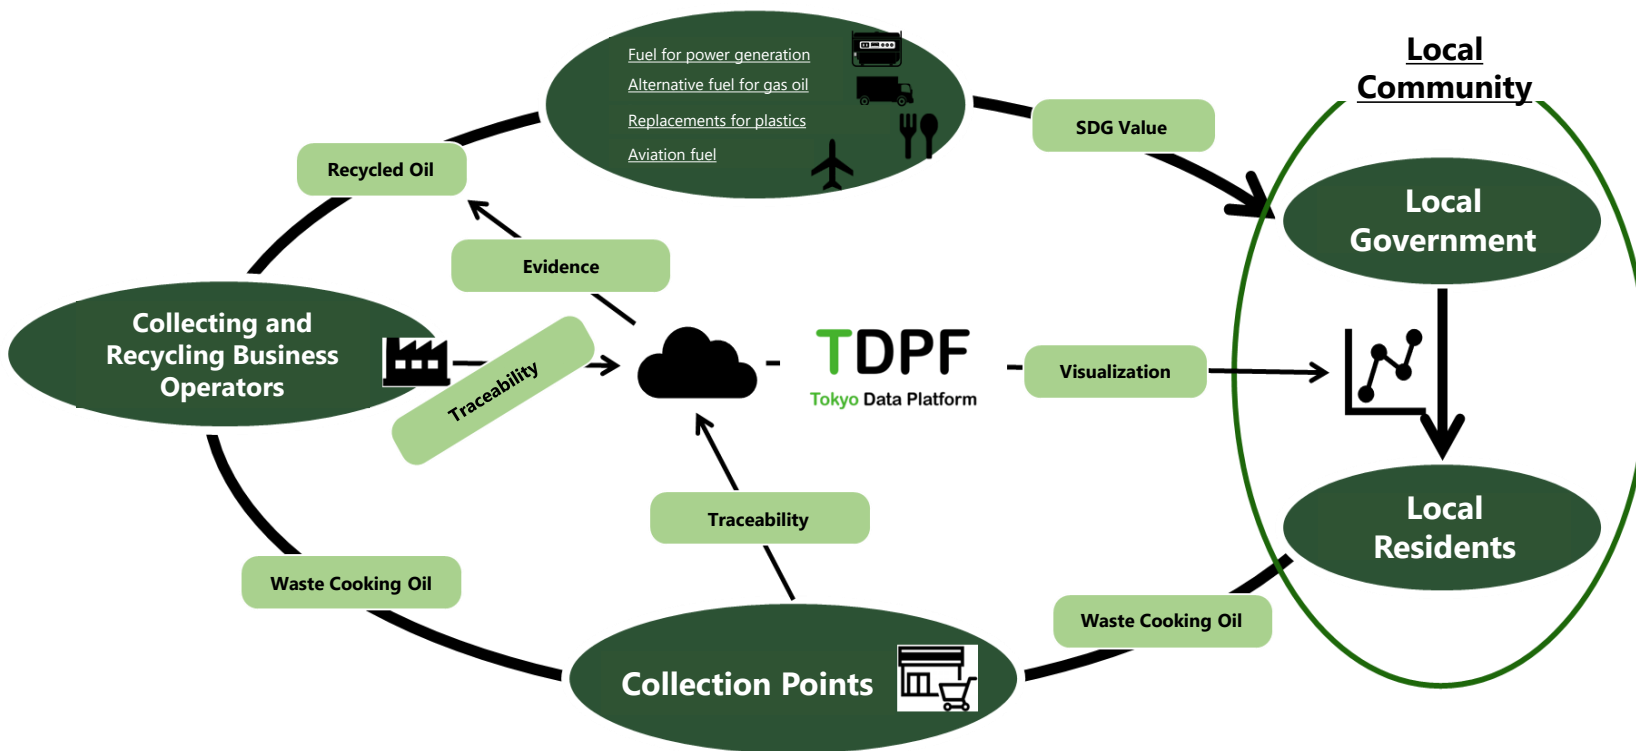 Fuel for power generation
Alternative fuel for gas oil
Replacements for plastics
Aviation fuel
Local
Community
SDG Value
Recycled Oil
Local
Government
Evidence
Collecting and
Recycling Business
Operators
Traceability
TDPF
Tokyo Data Platform
Visualization
Traceability
Local
Residents
Waste Cooking Oil
Waste Cooking Oil
Collection Points